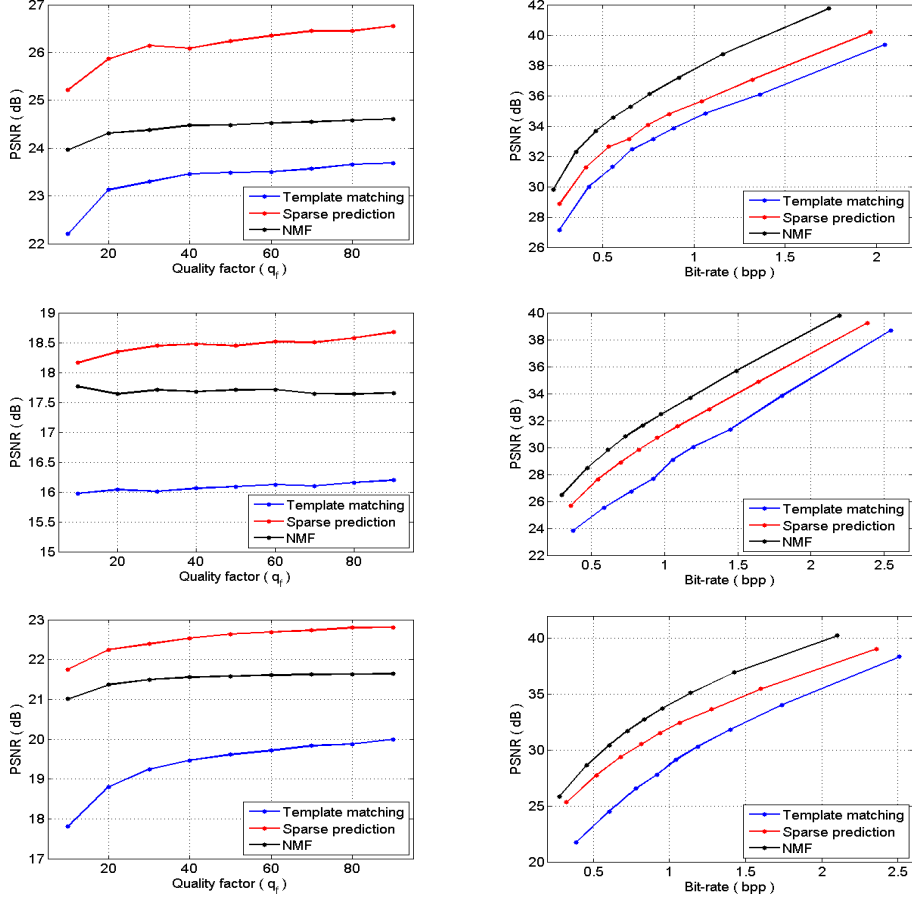 27
26
25
24
23
22
PSNR ( dB )
20 40 60 80
Quality factor ( q_f )
Template matching
Sparse prediction
NMF
42
40
38
36
34
32
30
28
26
PSNR ( dB )
0.5 1 1.5 2
Bit-rate ( bpp )
Template matching
Sparse prediction
NMF
19
18.5
18
17.5
17
16.5
16
15.5
15
PSNR ( dB )
20 40 60 80
Quality factor ( q_f )
Template matching
Sparse prediction
NMF
40
38
36
34
32
30
28
26
24
22
PSNR ( dB )
0.5 1 1.5 2 2.5
Bit-rate ( bpp )
Template matching
Sparse prediction
NMF
23
22
21
20
19
18
17
PSNR ( dB )
20 40 60 80
Quality factor ( q_f )
Template matching
Sparse prediction
NMF
40
35
30
25
20
PSNR ( dB )
0.5 1 1.5 2 2.5
Bit-rate ( bpp )
Template matching
Sparse prediction
NMF